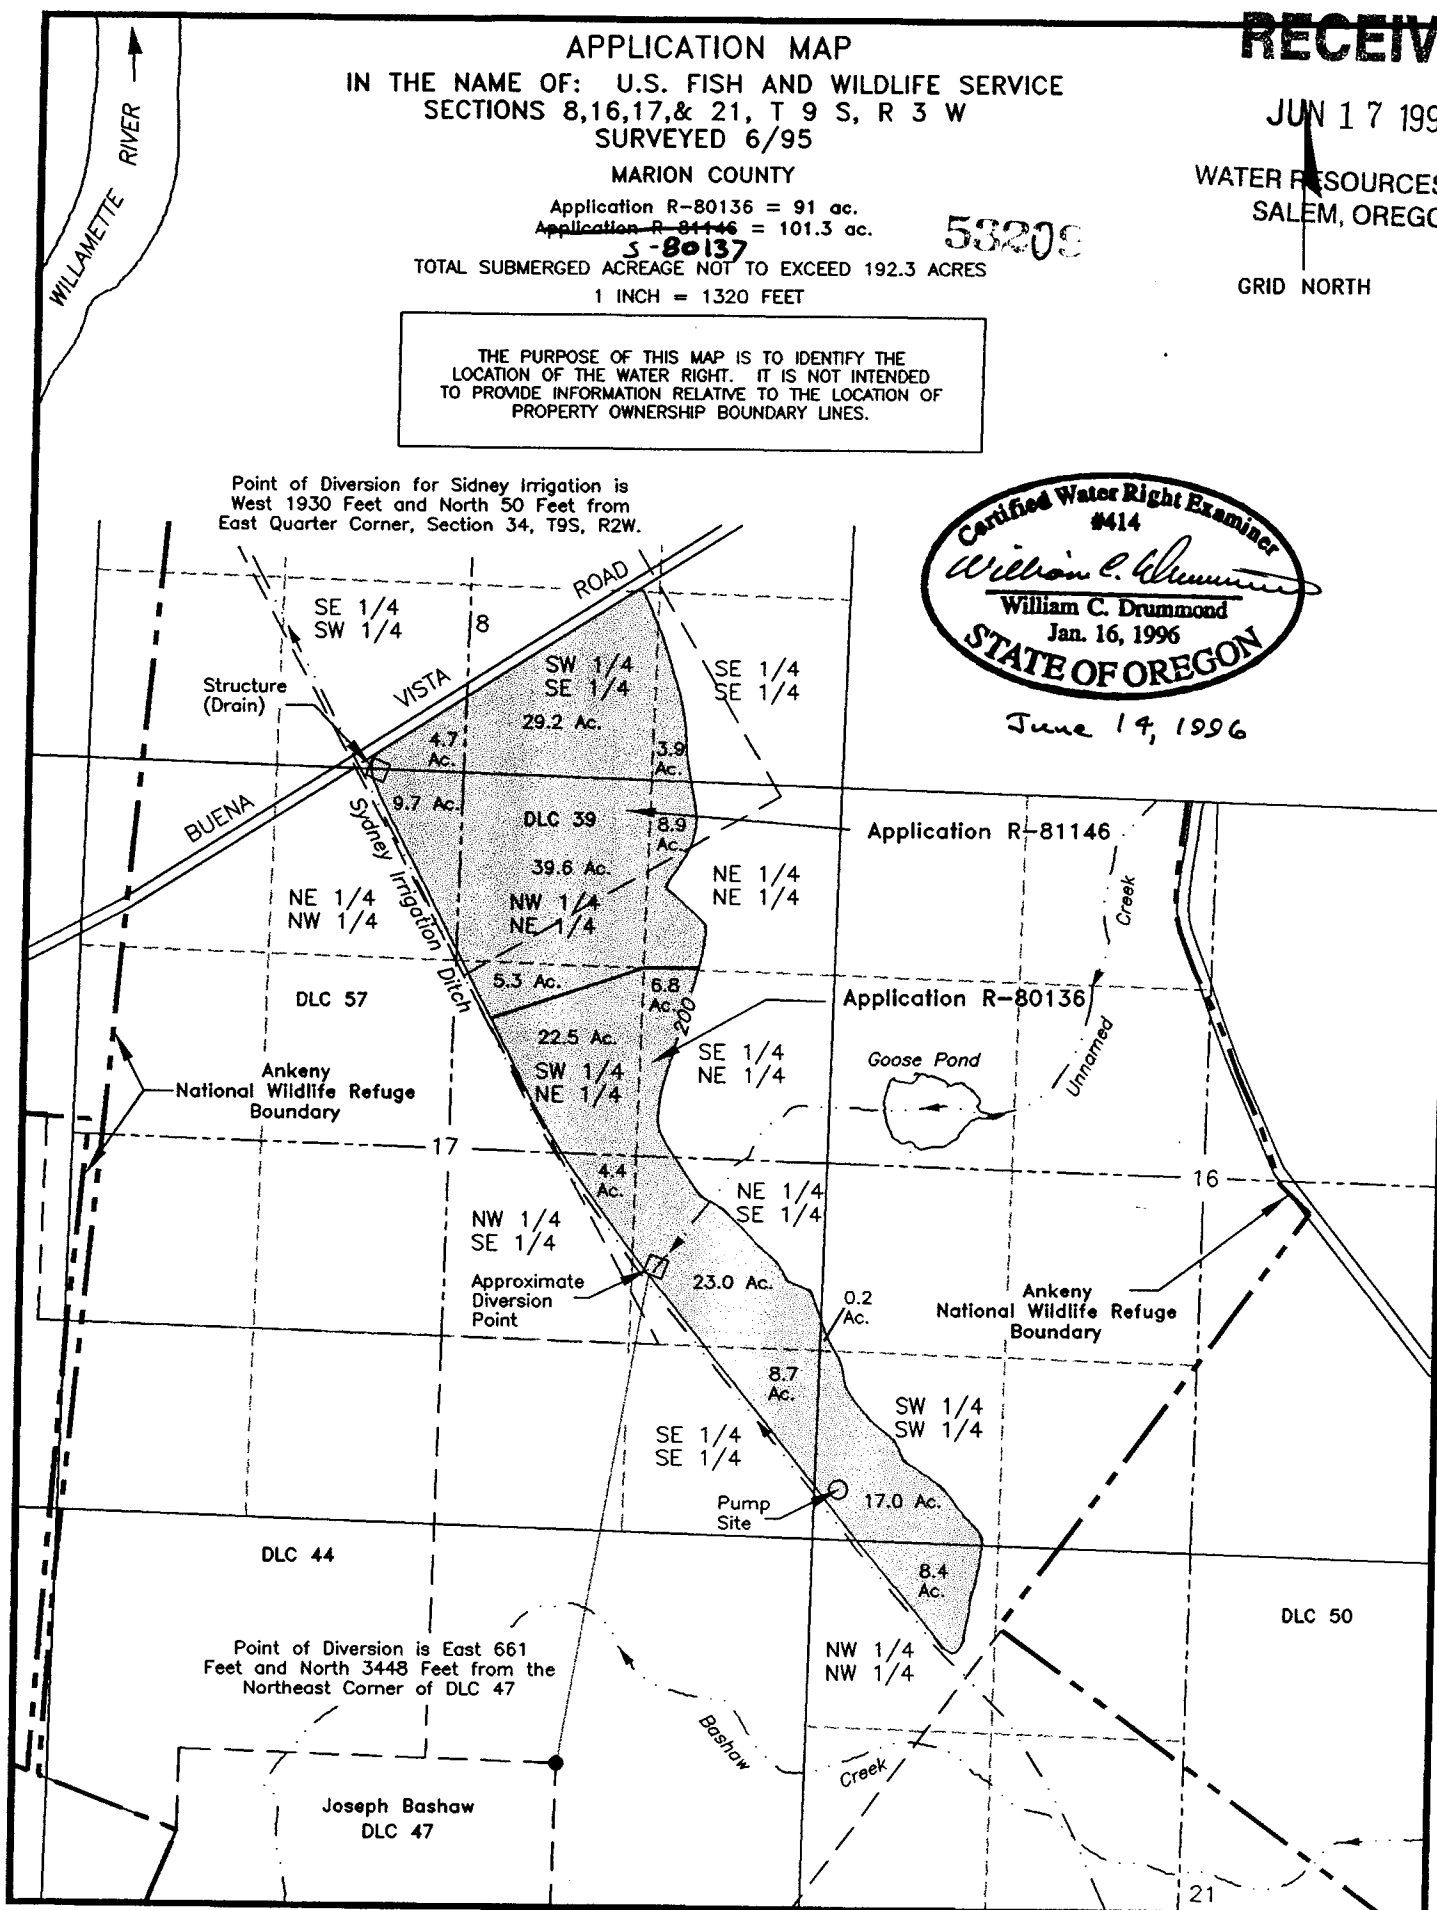 RECEIV
JUN 17 199
WATER RESOURCES
SALEM, OREGO
GRID NORTH
APPLICATION MAP
IN THE NAME OF: U.S. FISH AND WILDLIFE SERVICE
SECTIONS 8,16,17,& 21, T 9 S, R 3 W
SURVEYED 6/95
MARION COUNTY
Application R-80136 = 91 ac.
Application R-81146 = 101.3 ac.
S-80137
53209
TOTAL SUBMERGED ACREAGE NOT TO EXCEED 192.3 ACRES
1 INCH = 1320 FEET
WILLAMETTE RIVER
THE PURPOSE OF THIS MAP IS TO IDENTIFY THE
LOCATION OF THE WATER RIGHT. IT IS NOT INTENDED
TO PROVIDE INFORMATION RELATIVE TO THE LOCATION OF
PROPERTY OWNERSHIP BOUNDARY LINES.
Point of Diversion for Sidney Irrigation is
West 1930 Feet and North 50 Feet from
East Quarter Corner, Section 34, T9S, R2W.
Certified Water Right Examiner
#414
William C. Drummond
William C. Drummond
Jan. 16, 1996
STATE OF OREGON
June 14, 1996
SE 1/4
SW 1/4
8
BUENA VISTA ROAD
SW 1/4
SE 1/4
29.2 Ac.
SE 1/4
SE 1/4
Structure
(Drain)
4.7
Ac.
3.9
Ac.
9.7 Ac.
DLC 39
8.9
Ac.
Application R-81146
39.6 Ac.
NW 1/4
NE 1/4
NE 1/4
NE 1/4
NE 1/4
NW 1/4
Sydney Irrigation Ditch
Unnamed Creek
5.3 Ac.
6.8
Ac.
200
DLC 57
Application R-80136
22.5 Ac.
SW 1/4
NE 1/4
SE 1/4
NE 1/4
Goose Pond
Ankeny
National Wildlife Refuge
Boundary
17
16
4.4
Ac.
NE 1/4
SE 1/4
NW 1/4
SE 1/4
Approximate
Diversion
Point
23.0 Ac.
0.2
Ac.
Ankeny
National Wildlife Refuge
Boundary
8.7
Ac.
SW 1/4
SW 1/4
SE 1/4
SE 1/4
Pump
Site
17.0 Ac.
DLC 44
8.4
Ac.
DLC 50
Point of Diversion is East 661
Feet and North 3448 Feet from the
Northeast Corner of DLC 47
NW 1/4
NW 1/4
Bashaw Creek
Joseph Bashaw
DLC 47
21